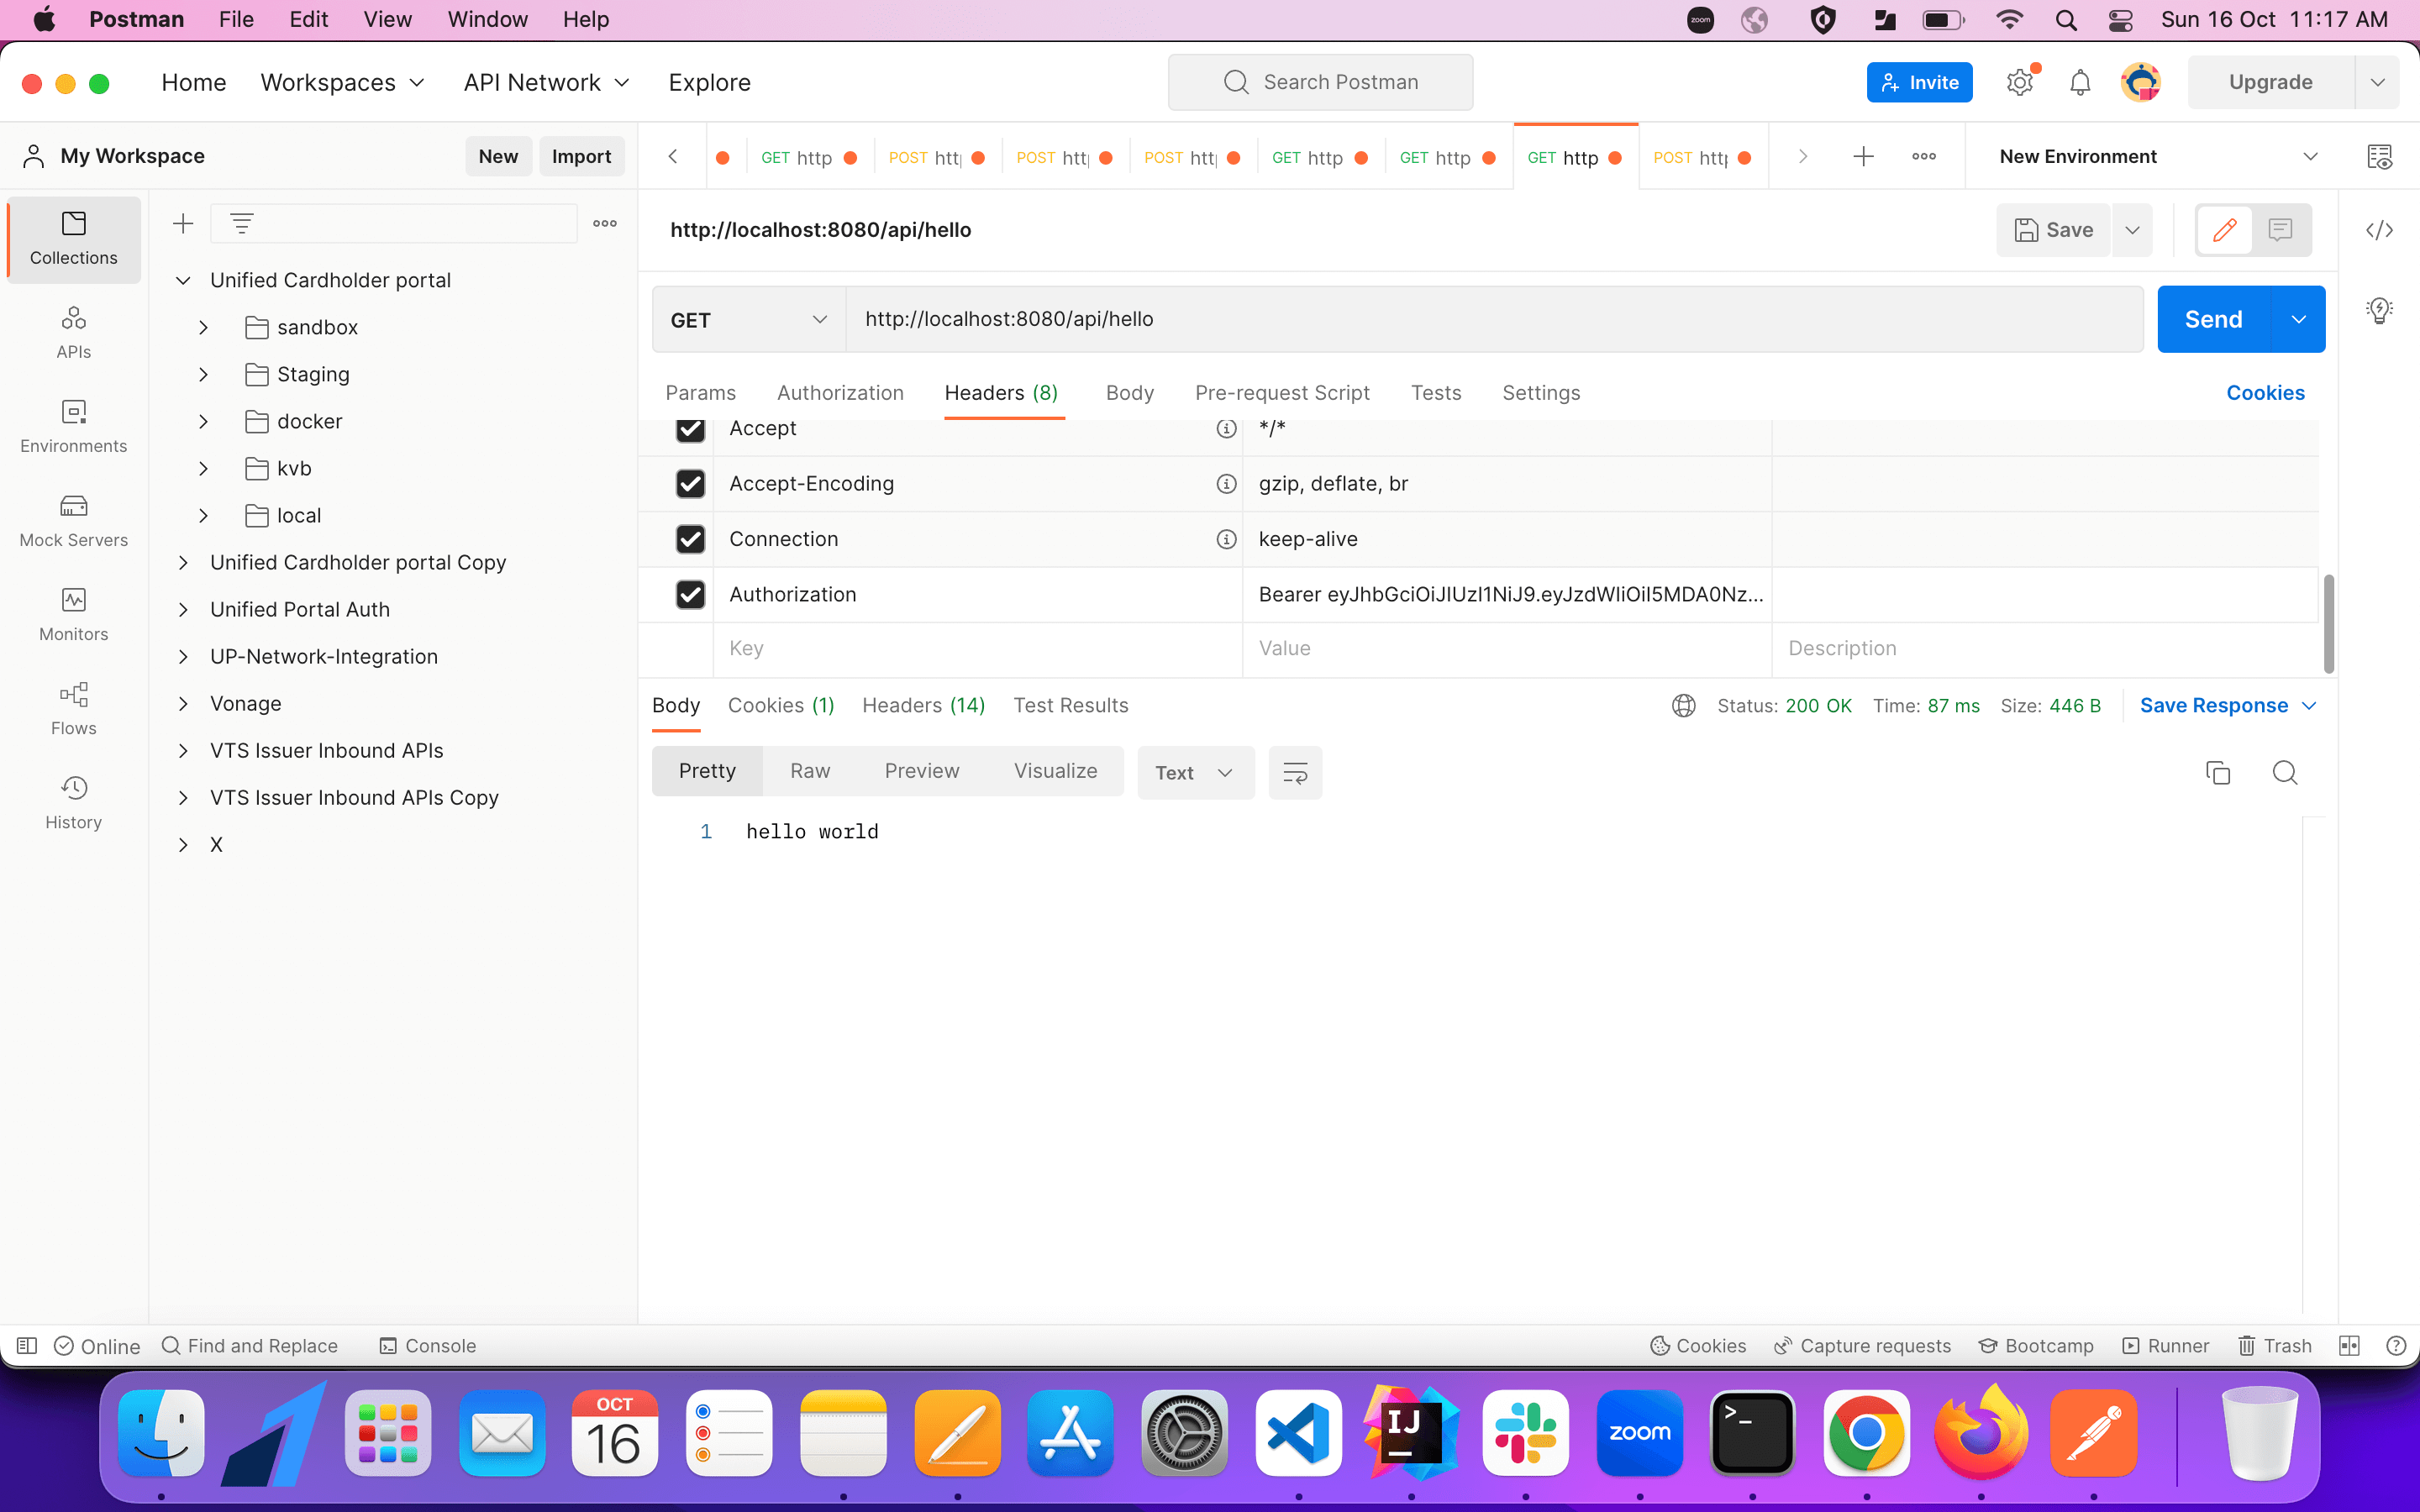 Postman File Edit View Window Help
zoom
Sun 16 Oct 11:17 AM
Home Workspaces API Network Explore
Search Postman
Invite
Upgrade
My Workspace
New Import
GET http
POST
POST
POST
GET http
GET http
GET http
POST
New Environment
Collections
APIs
Environments
Mock Servers
Monitors
Flows
History
Unified Cardholder portal
sandbox
Staging
docker
kvb
local
Unified Cardholder portal Copy
Unified Portal Auth
UP-Network-Integration
Vonage
VTS Issuer Inbound APIs
VTS Issuer Inbound APIs Copy
X
http://localhost:8080/api/hello
Save
GET http://localhost:8080/api/hello
Send
Params Authorization Headers (8) Body Pre-request Script Tests Settings
Cookies
Accept */*
Accept-Encoding gzip, deflate, br
Connection keep-alive
Authorization Bearer eyJhbGciOiJIUzI1NiJ9.eyJzdWIiOiI5MDA0Nz...
Key Value Description
Body Cookies (1) Headers (14) Test Results
Status: 200 OK Time: 87 ms Size: 446 B
Save Response
Pretty Raw Preview Visualize
Text
1 hello world
Online Find and Replace Console
Cookies Capture requests Bootcamp Runner Trash
OCT
16
IJ
zoom
>_